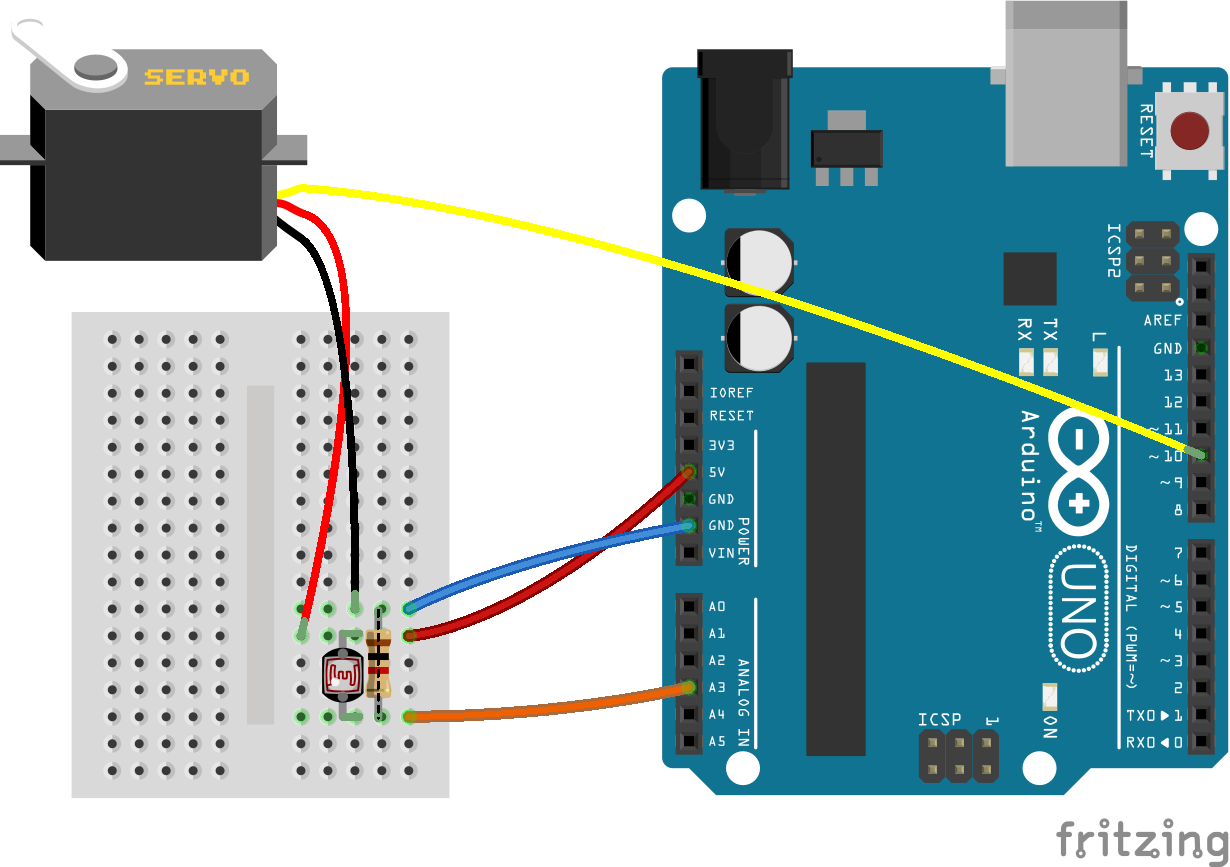 SERVO
RESET
ICSP2
AREF
GND
RX
TX
L
13
12
~11
~10
~9
8
IOREF
RESET
3V3
5V
GND
GND
VIN
POWER
Arduino™
UNO
7
~6
~5
4
~3
2
TX0▶1
RX0◀0
DIGITAL (PWM=~)
A0
A1
A2
A3
A4
A5
ANALOG IN
ICSP
1
ON
fritzing